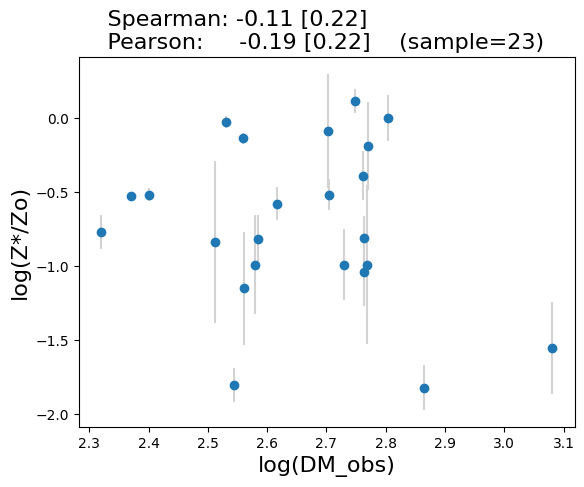 Spearman: -0.11 [0.22]
Pearson: -0.19 [0.22] (sample=23)
log(Z*/Zo)
0.0
−0.5
−1.0
−1.5
−2.0
2.3 2.4 2.5 2.6 2.7 2.8 2.9 3.0 3.1
log(DM_obs)